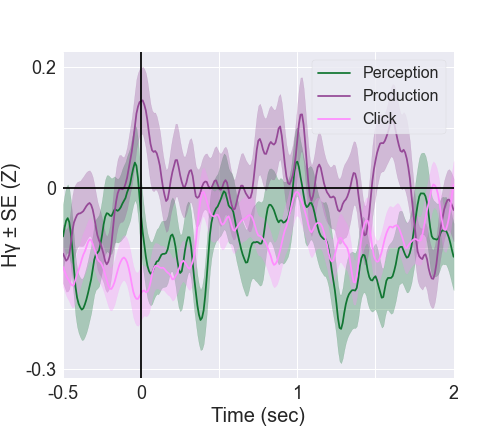 Perception
Production
Click
Hγ ± SE (Z)
0.2
0
-0.3
-0.5
0
1
2
Time (sec)